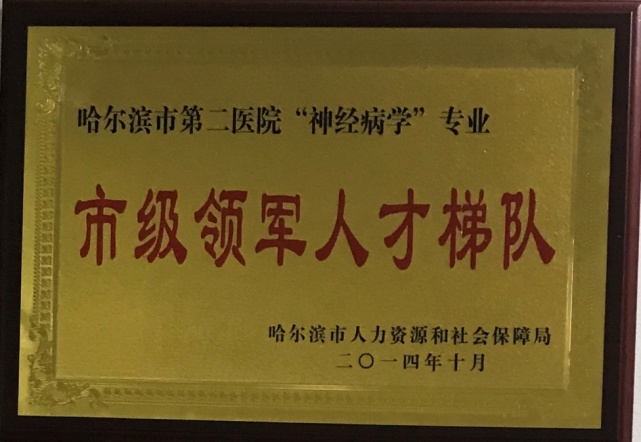 哈尔滨市第二医院“神经病学”专业
市级领军人才梯队
哈尔滨市人力资源和社会保障局
二〇一四年十月